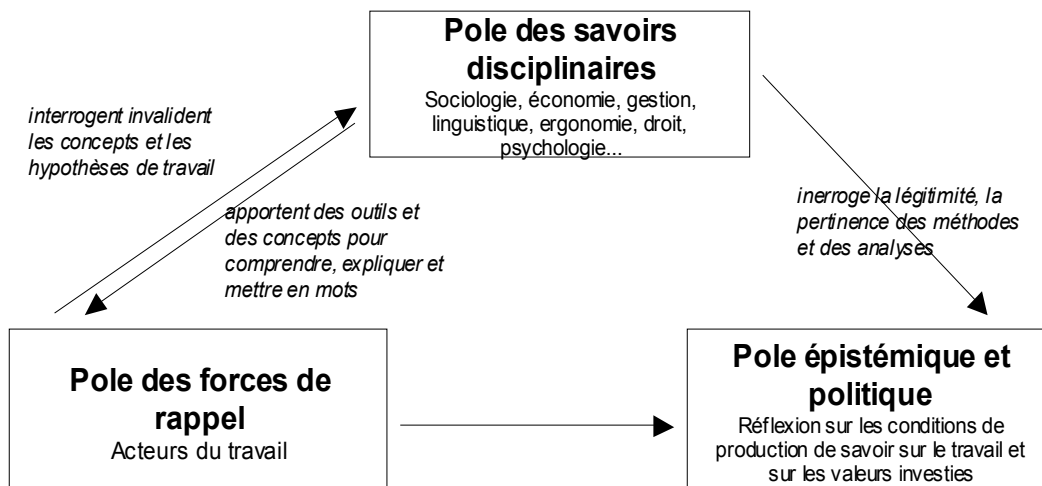 Pole des savoirs
disciplinaires
Sociologie, économie, gestion,
linguistique, ergonomie, droit,
psychologie...
interrogent invalident
les concepts et les
hypothèses de travail
apportent des outils et
des concepts pour
comprendre, expliquer et
mettre en mots
inerroge la légitimité, la
pertinence des méthodes
et des analyses
Pole des forces de
rappel
Acteurs du travail
Pole épistémique et
politique
Réflexion sur les conditions de
production de savoir sur le travail et
sur les valeurs investies